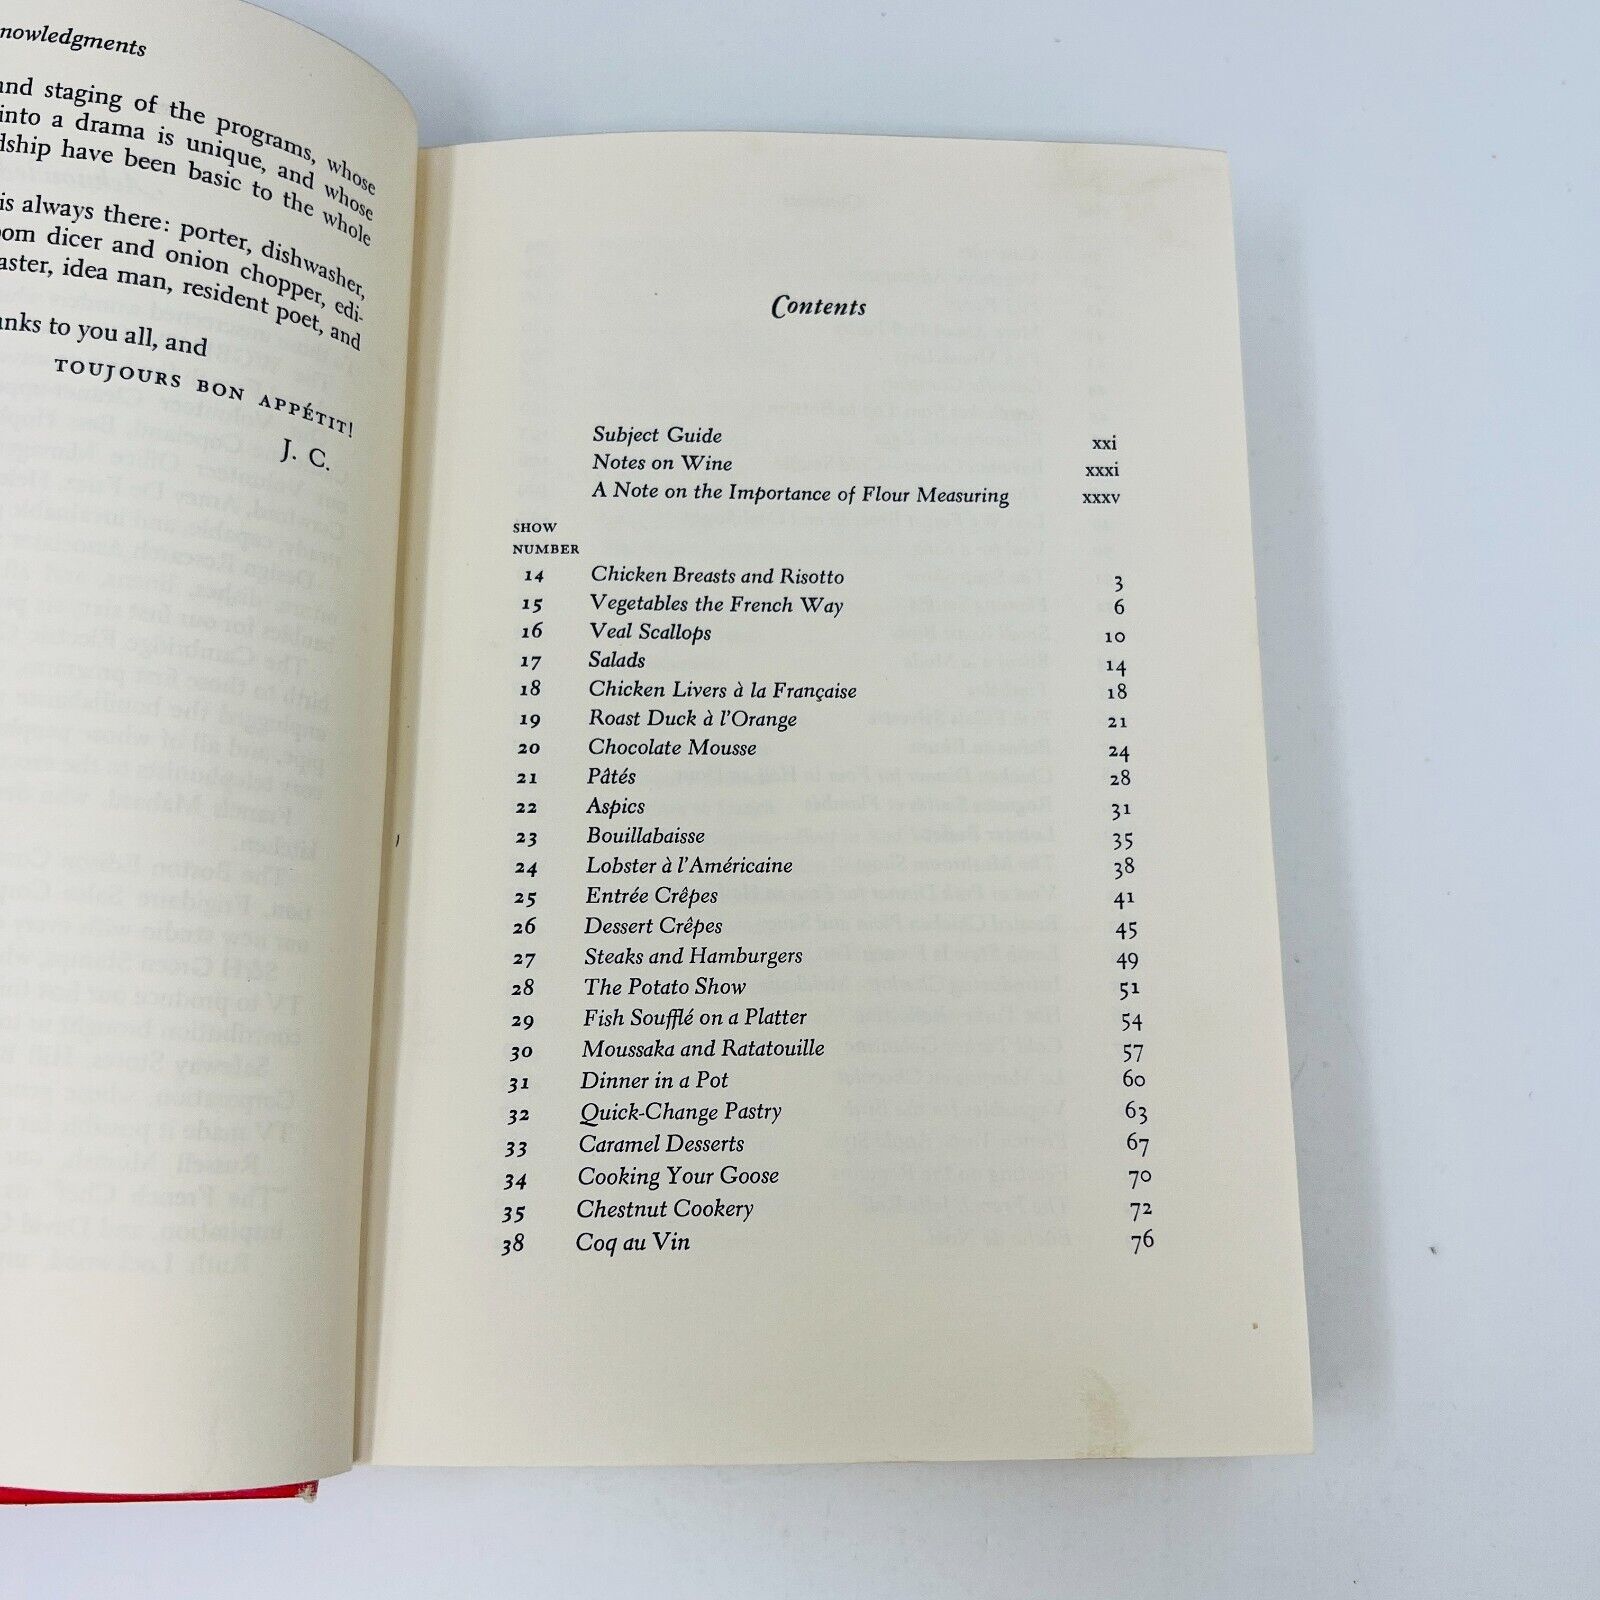 nowledgments
and staging of the programs, whose
into a drama is unique, and whose
dship have been basic to the whole
is always there: porter, dishwasher,
om dicer and onion chopper, edi-
aster, idea man, resident poet, and
anks to you all, and
TOUJOURS BON APPÉTIT!
J. C.
Contents
Subject Guide xxi
Notes on Wine xxxi
A Note on the Importance of Flour Measuring xxxv
SHOW
NUMBER
14 Chicken Breasts and Risotto 3
15 Vegetables the French Way 6
16 Veal Scallops 10
17 Salads 14
18 Chicken Livers à la Française 18
19 Roast Duck à l'Orange 21
20 Chocolate Mousse 24
21 Pâtés 28
22 Aspics 31
23 Bouillabaisse 35
24 Lobster à l'Américaine 38
25 Entrée Crêpes 41
26 Dessert Crêpes 45
27 Steaks and Hamburgers 49
28 The Potato Show 51
29 Fish Soufflé on a Platter 54
30 Moussaka and Ratatouille 57
31 Dinner in a Pot 60
32 Quick-Change Pastry 63
33 Caramel Desserts 67
34 Cooking Your Goose 70
35 Chestnut Cookery 72
38 Coq au Vin 76